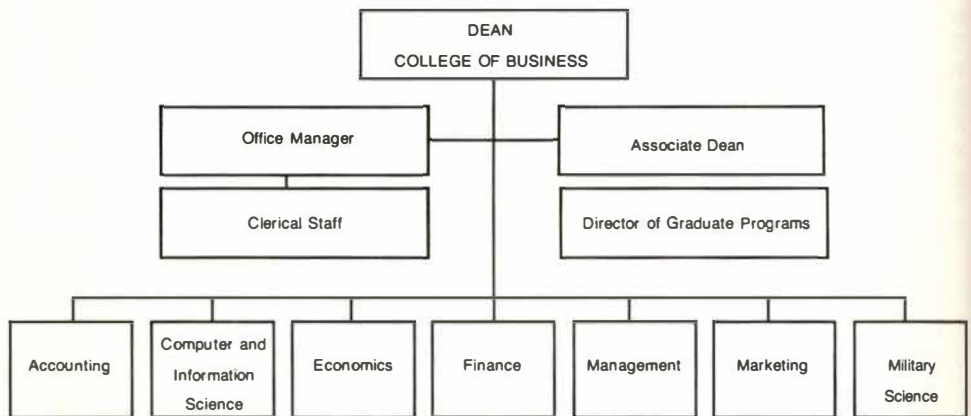 DEAN
COLLEGE OF BUSINESS
Office Manager
Associate Dean
Clerical Staff
Director of Graduate Programs
Accounting
Computer and
Information
Science
Economics
Finance
Management
Marketing
Military
Science